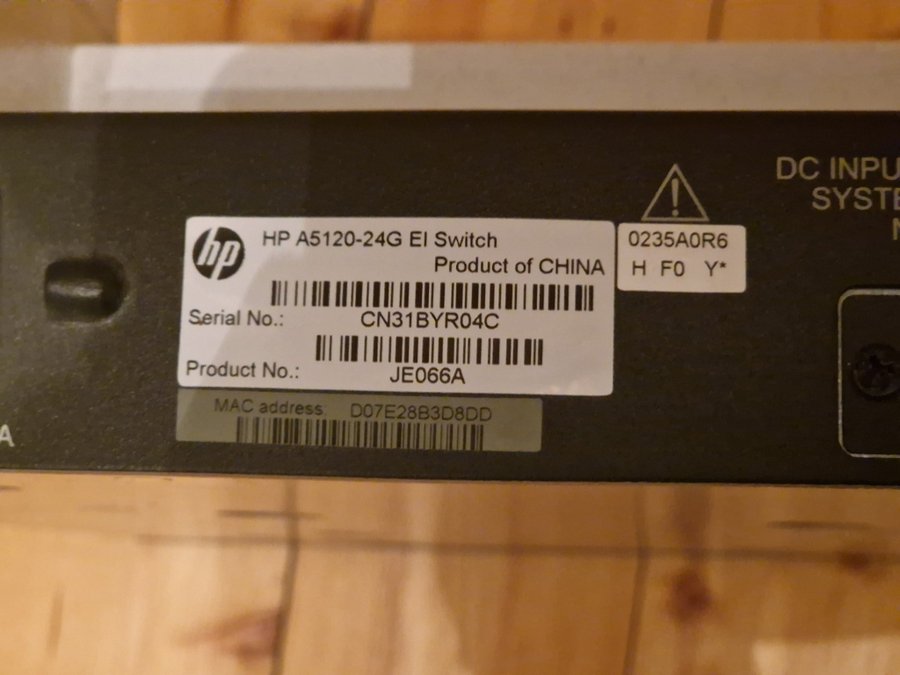 hp
HP A5120-24G EI Switch
Product of CHINA
Serial No.: CN31BYR04C
Product No.: JE066A
MAC address: D07E28B3D8DD
0235A0R6
H F0 Y*
DC INPU
SYSTE
N
A